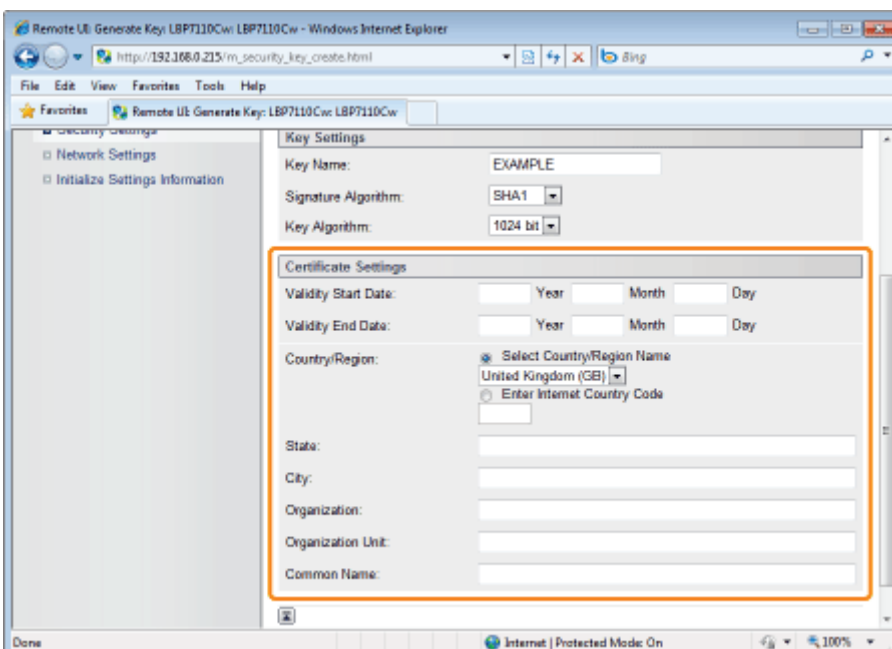 Remote UI: Generate Key: LBP7110Cw: LBP7110Cw - Windows Internet Explorer
http://192.168.0.215/m_security_key_create.html
Bing
File Edit View Favorites Tools Help
Favorites
Remote UI: Generate Key: LBP7110Cw: LBP7110Cw
Security Settings
Network Settings
Initialize Settings Information
Key Settings
Key Name: EXAMPLE
Signature Algorithm: SHA1
Key Algorithm: 1024 bit
Certificate Settings
Validity Start Date: Year Month Day
Validity End Date: Year Month Day
Country/Region: Select Country/Region Name
United Kingdom (GB)
Enter Internet Country Code
State:
City:
Organization:
Organization Unit:
Common Name:
Done Internet | Protected Mode: On 100%